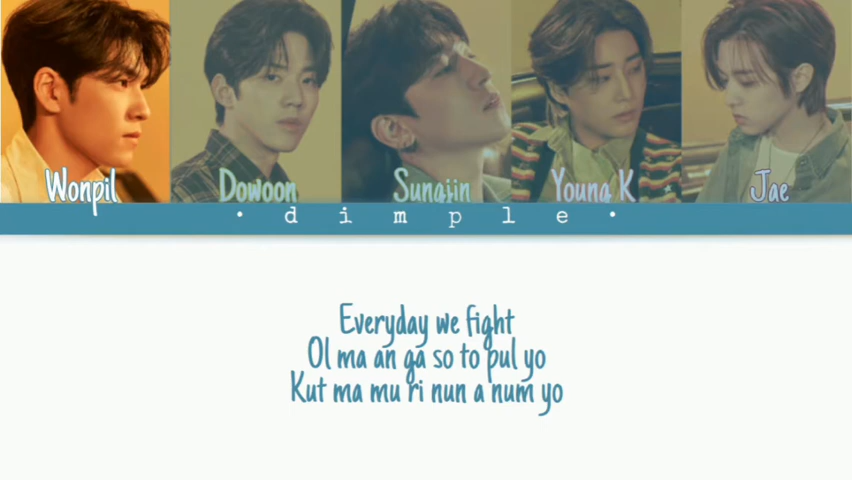 Wonpil Dowoon Sungjin Young K Jae
• dimple •
Everyday we fight
Ol ma an ga so to pul yo
Kut ma mu ri nun a num yo